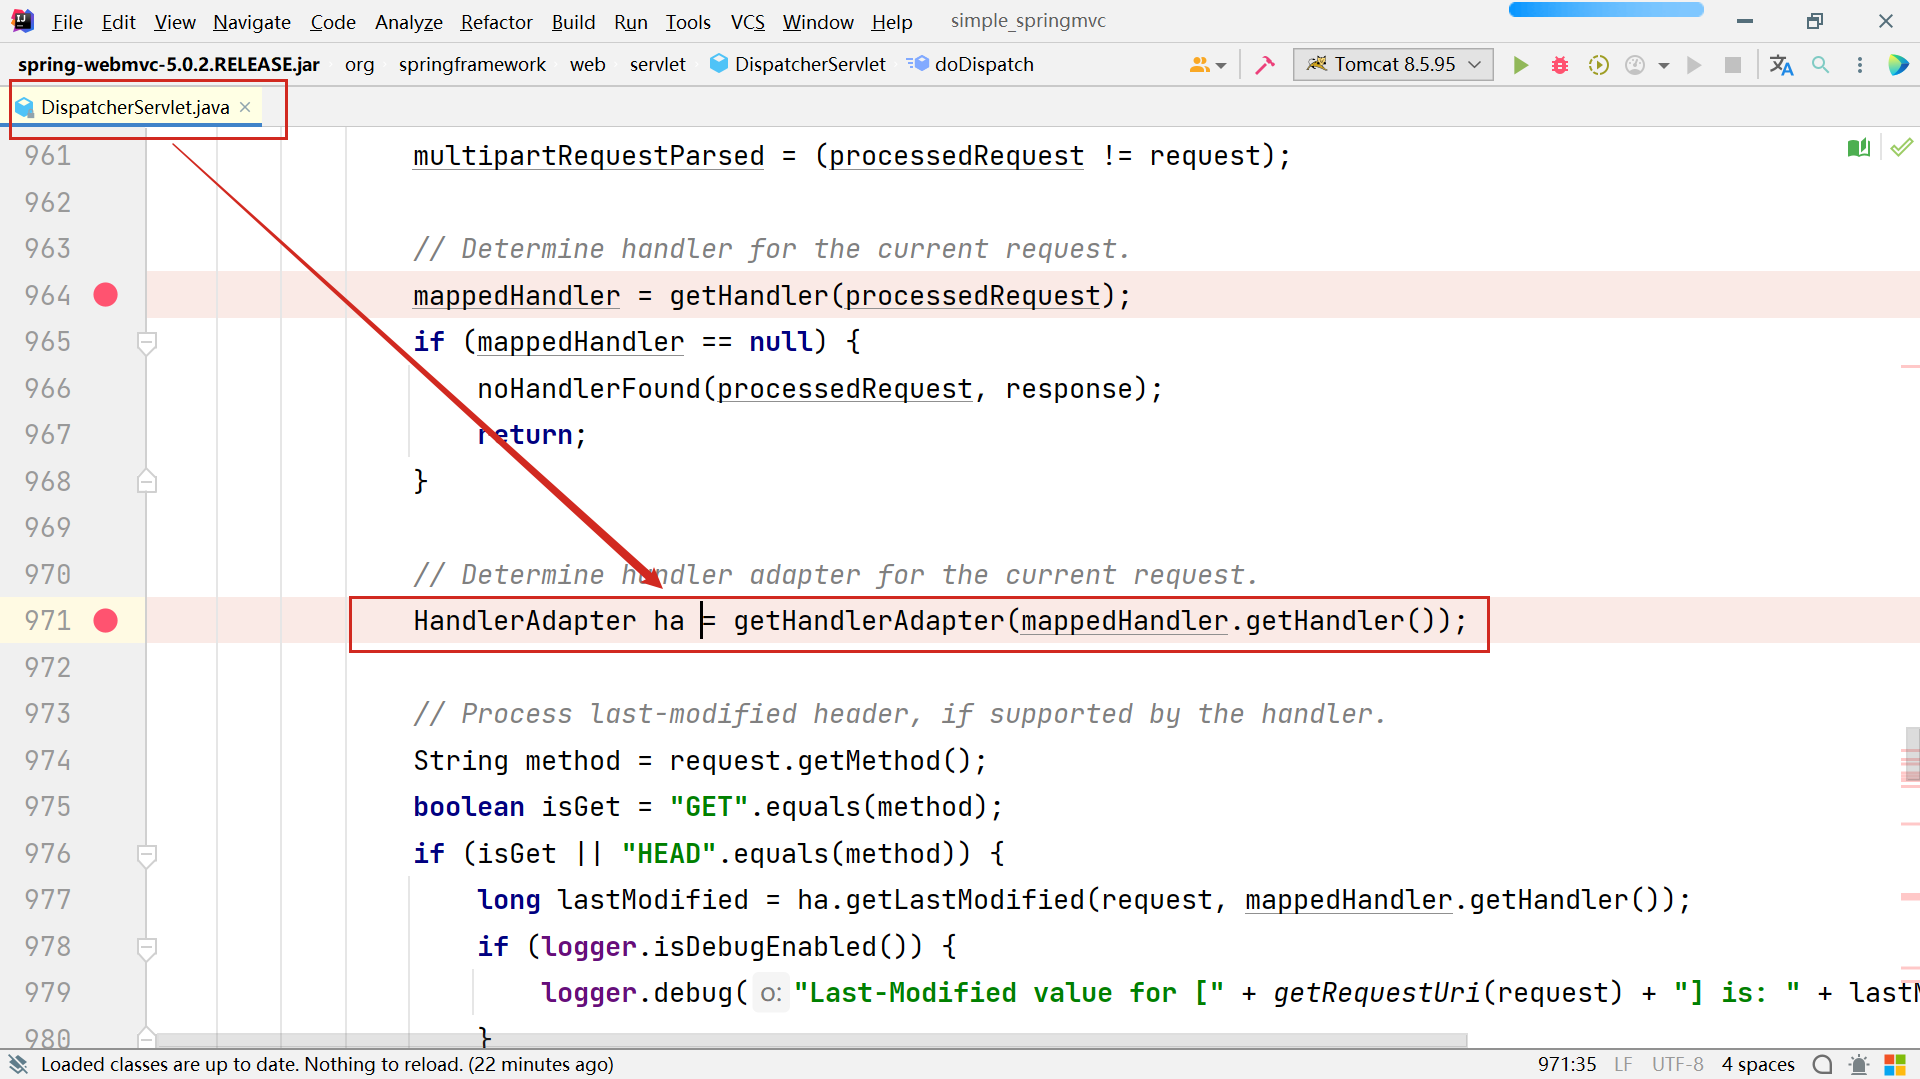 File Edit View Navigate Code Analyze Refactor Build Run Tools VCS Window Help simple_springmvc
spring-webmvc-5.0.2.RELEASE.jar org springframework web servlet DispatcherServlet doDispatch Tomcat 8.5.95
DispatcherServlet.java
961 multipartRequestParsed = (processedRequest != request);
962
963 // Determine handler for the current request.
964 mappedHandler = getHandler(processedRequest);
965 if (mappedHandler == null) {
966 noHandlerFound(processedRequest, response);
967 return;
968 }
969
970 // Determine handler adapter for the current request.
971 HandlerAdapter ha = getHandlerAdapter(mappedHandler.getHandler());
972
973 // Process last-modified header, if supported by the handler.
974 String method = request.getMethod();
975 boolean isGet = "GET".equals(method);
976 if (isGet || "HEAD".equals(method)) {
977 long lastModified = ha.getLastModified(request, mappedHandler.getHandler());
978 if (logger.isDebugEnabled()) {
979 logger.debug( o: "Last-Modified value for [" + getRequestUri(request) + "] is: " + last
980 }
Loaded classes are up to date. Nothing to reload. (22 minutes ago) 971:35 LF UTF-8 4 spaces